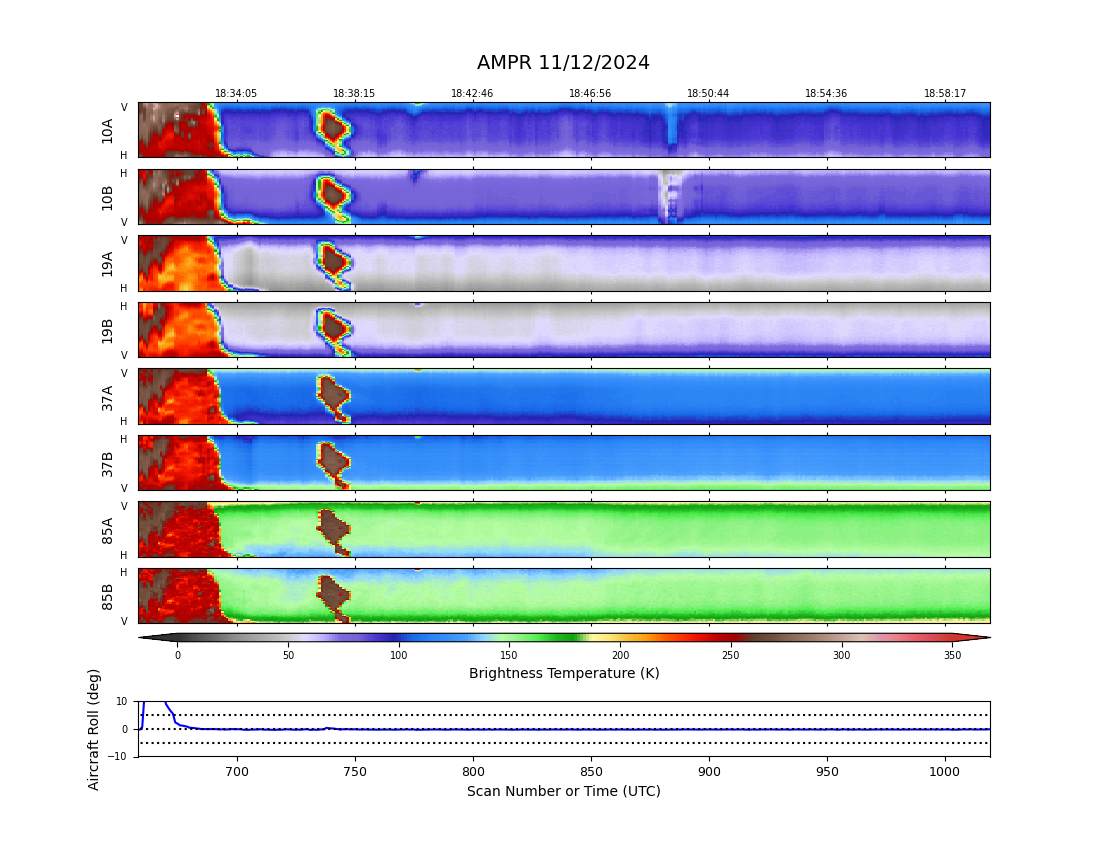 AMPR 11/12/2024
18:34:05 18:38:15 18:42:46 18:46:56 18:50:44 18:54:36 18:58:17
V
10A
H
H
10B
V
V
19A
H
H
19B
V
V
37A
H
H
37B
V
V
85A
H
H
85B
V
0 50 100 150 200 250 300 350
Brightness Temperature (K)
Aircraft Roll (deg)
10
0
−10
700 750 800 850 900 950 1000
Scan Number or Time (UTC)